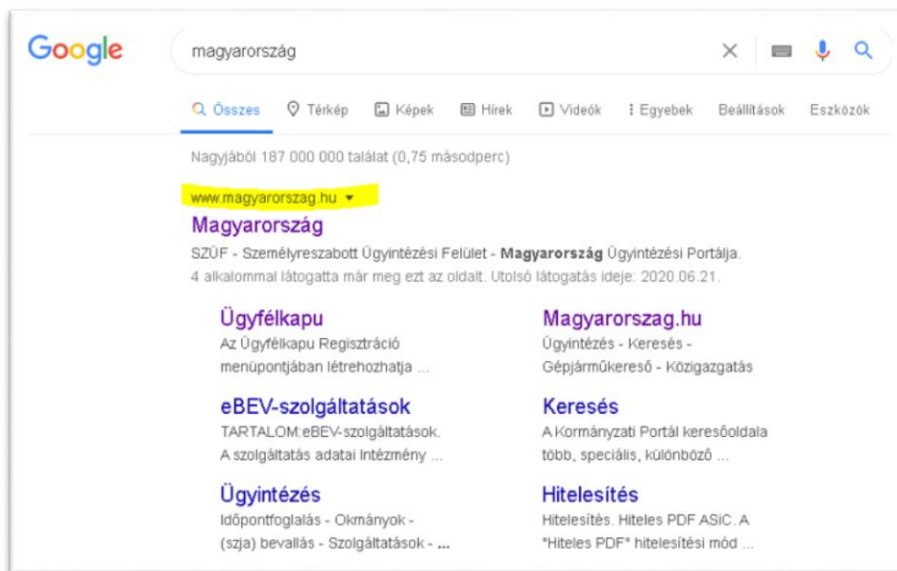 Google
magyarország
Összes Térkép Képek Hírek Videók Egyebek Beállítások Eszközök
Nagyjából 187 000 000 találat (0,75 másodperc)
www.magyarorszag.hu
Magyarország
SZÜF - Személyreszabott Ügyintézési Felület - Magyarország Ügyintézési Portálja.
4 alkalommal látogatta már meg ezt az oldalt. Utolsó látogatás ideje: 2020.06.21.
Ügyfélkapu
Az Ügyfélkapu Regisztráció
menüpontjában létrehozhatja ...
Magyarorszag.hu
Ügyintézés - Keresés -
Gépjárműkereső - Közigazgatás
eBEV-szolgáltatások
TARTALOM:eBEV-szolgáltatások.
A szolgáltatás adatai Intézmény ...
Keresés
A Kormányzati Portál keresőoldala
több, speciális, különböző ...
Ügyintézés
Időpontfoglalás - Okmányok -
(szja) bevallás - Szolgáltatások - ...
Hitelesítés
Hitelesítés. Hiteles PDF ASiC. A
"Hiteles PDF" hitelesítési mód ...